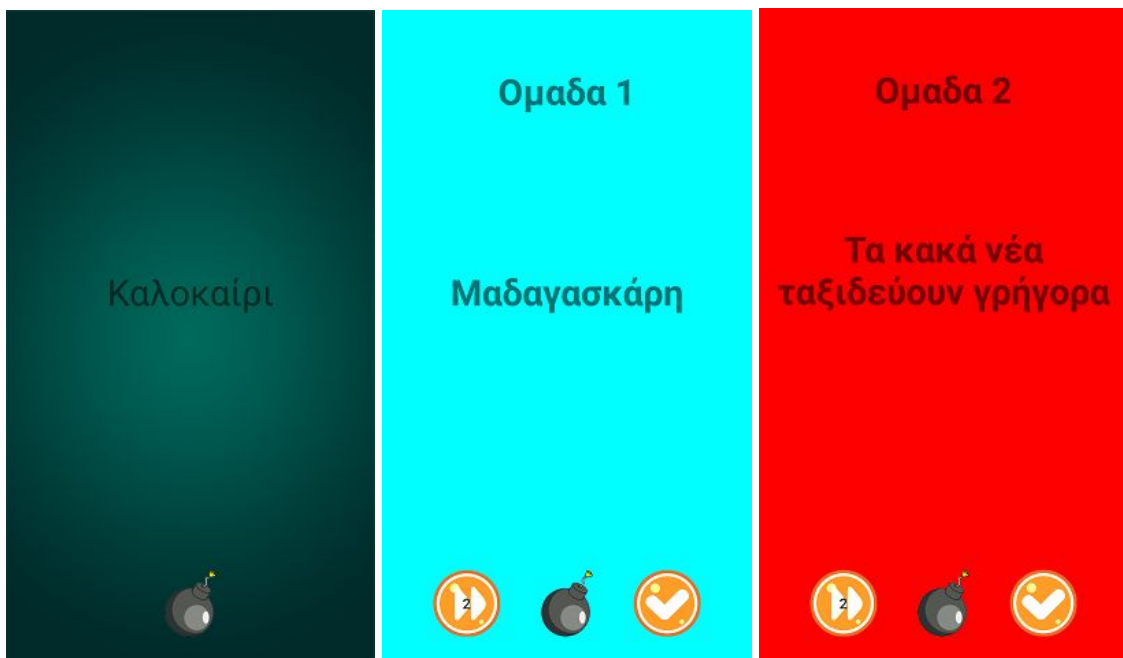 Καλοκαίρι
Ομαδα 1
Μαδαγασκάρη
2
Ομαδα 2
Τα κακά νέα
ταξιδεύουν γρήγορα
2